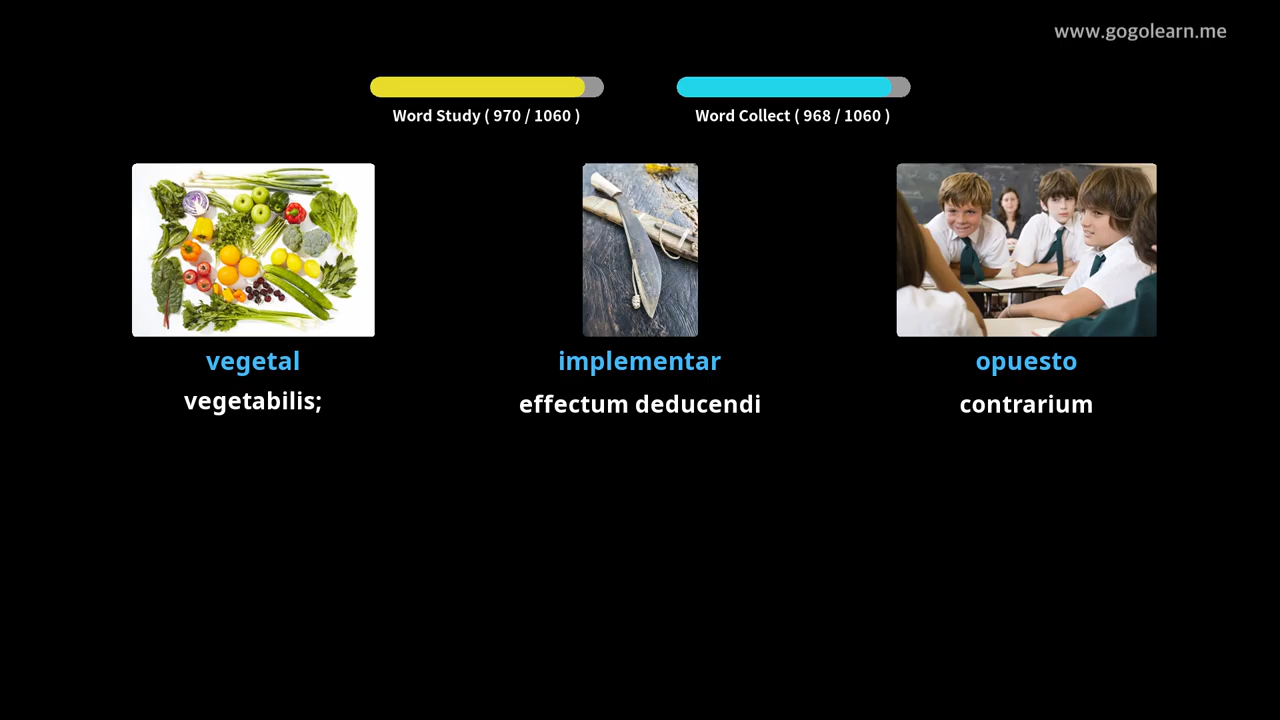 www.gogolearn.me
Word Study ( 970 / 1060 )
Word Collect ( 968 / 1060 )
vegetal
implementar
opuesto
vegetabilis;
effectum deducendi
contrarium